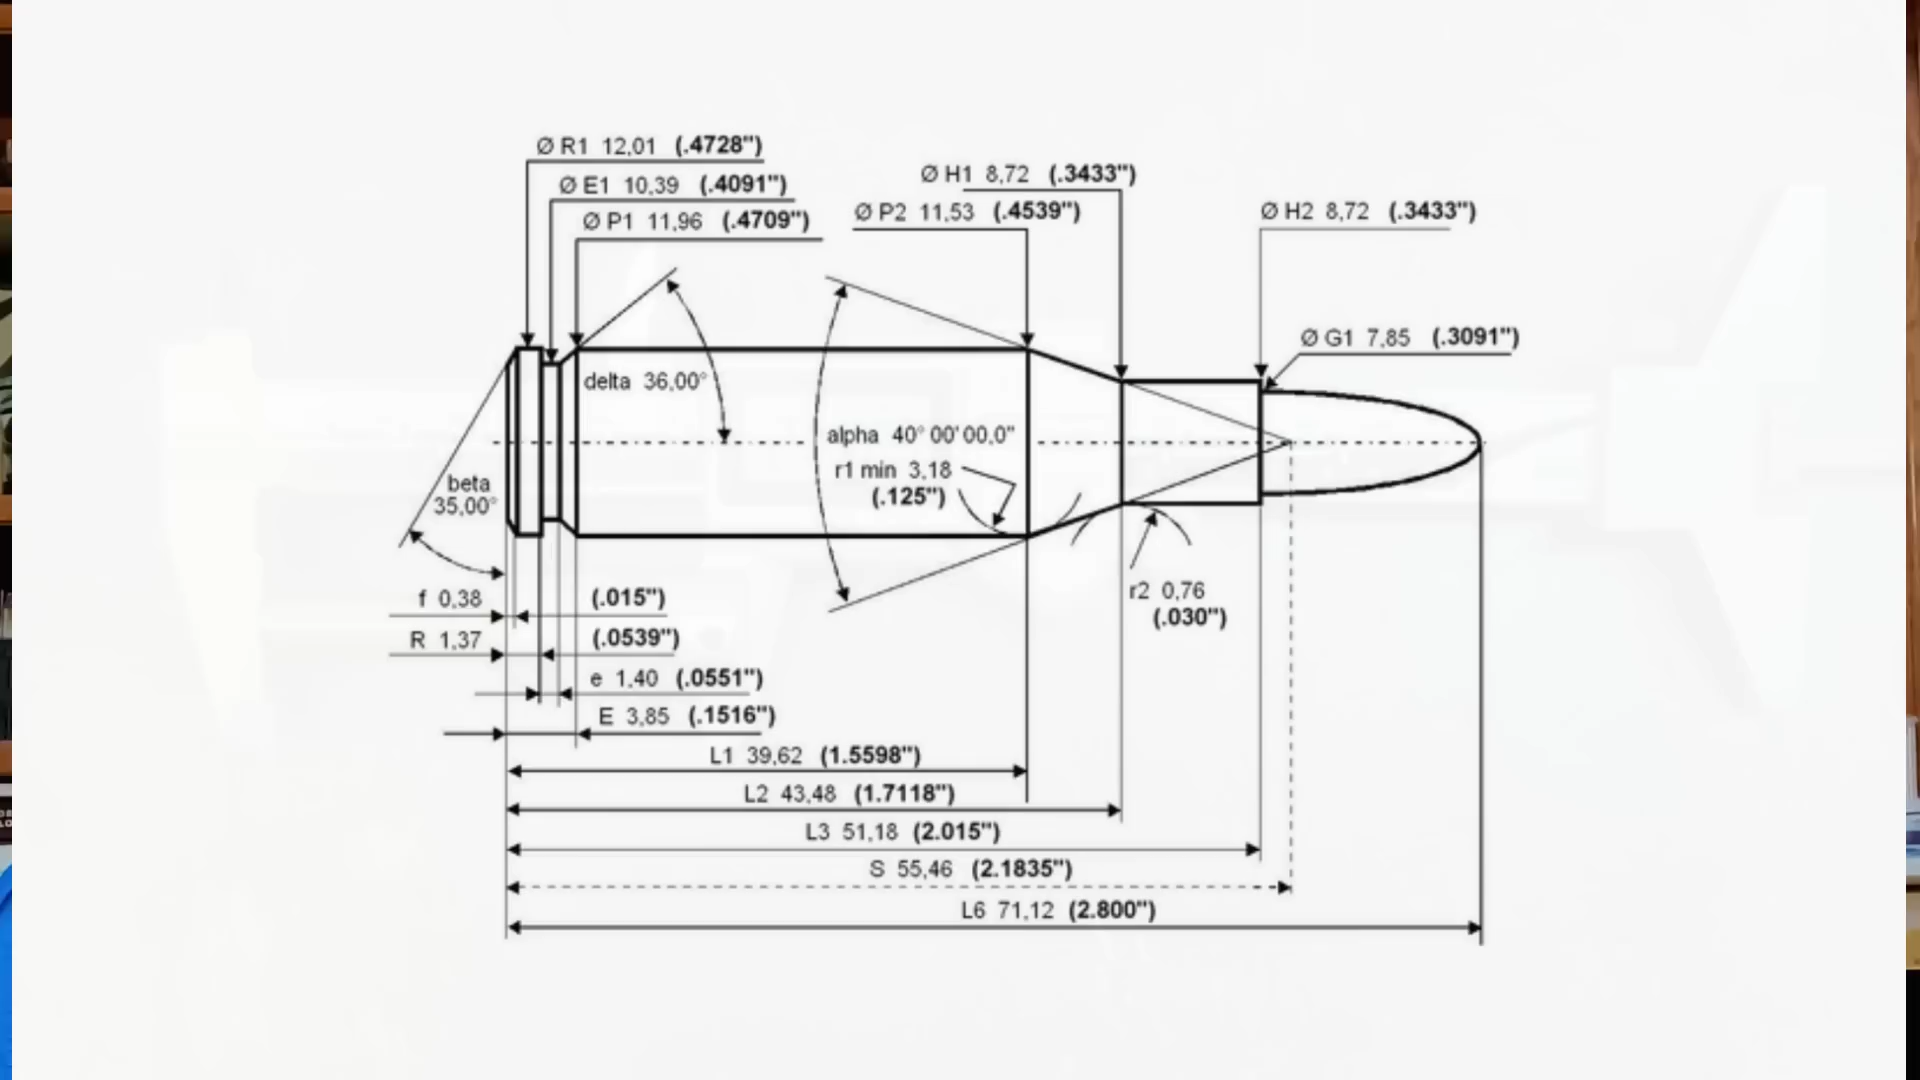 Ø R1 12,01 (.4728")
Ø E1 10,39 (.4091")
Ø P1 11,96 (.4709")
Ø H1 8,72 (.3433")
Ø P2 11,53 (.4539")
Ø H2 8,72 (.3433")
Ø G1 7,85 (.3091")
delta 36,00°
alpha 40° 00' 00.0"
r1 min 3,18
(.125")
beta
35,00°
r2 0,76
(.030")
f 0,38 (.015")
R 1,37 (.0539")
e 1,40 (.0551")
E 3,85 (.1516")
L1 39,62 (1.5598")
L2 43,48 (1.7118")
L3 51,18 (2.015")
S 55,46 (2.1835")
L6 71,12 (2.800")